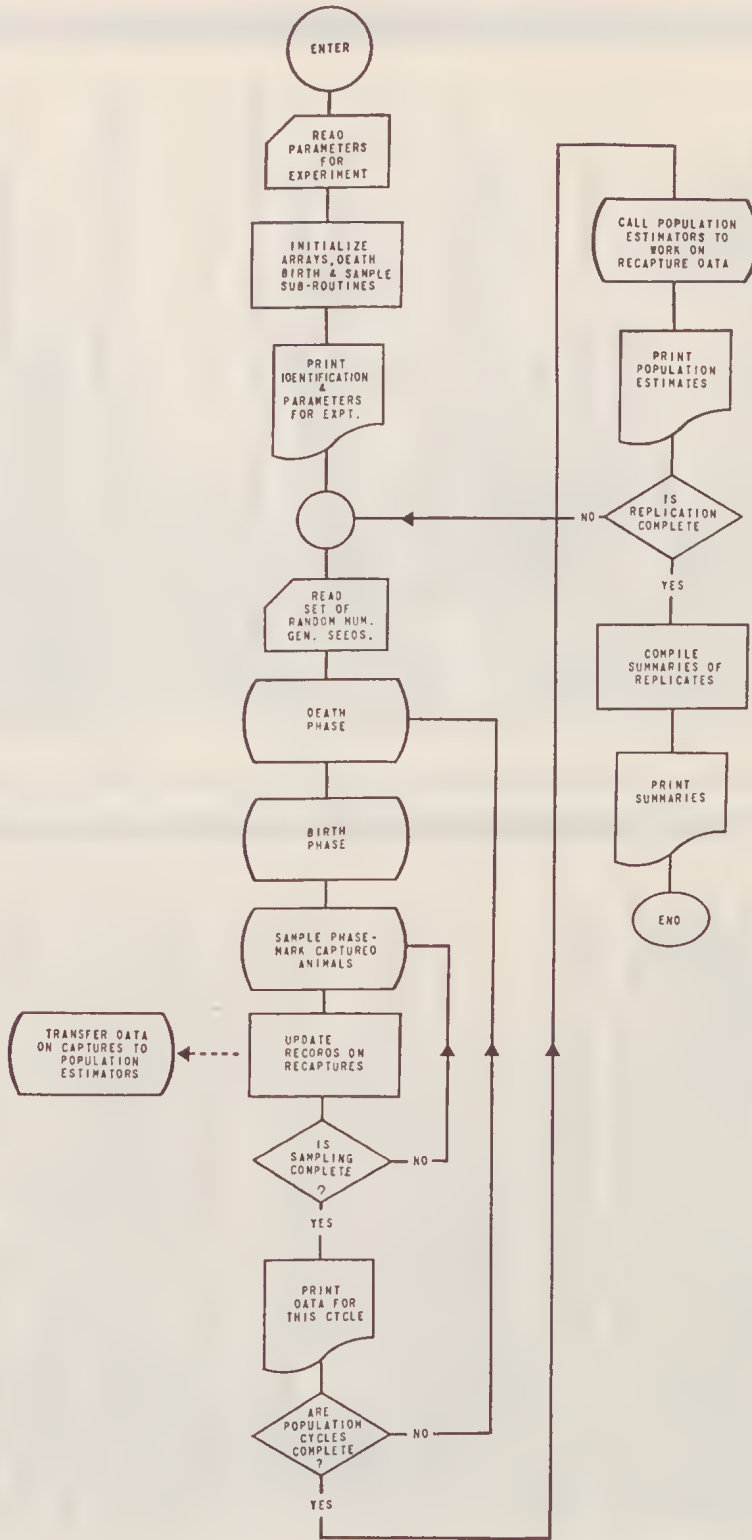 ENTER
READ
PARAMETERS
FOR
EXPERIMENT
INITIALIZE
ARRAYS, DEATH
BIRTH & SAMPLE
SUB-ROUTINES
PRINT
IDENTIFICATION
&
PARAMETERS
FOR EXPT.
READ
SET OF
RANDOM NUM.
GEN. SEEDS.
DEATH
PHASE
BIRTH
PHASE
SAMPLE PHASE-
MARK CAPTURED
ANIMALS
UPDATE
RECORDS ON
RECAPTURES
TRANSFER DATA
ON CAPTURES TO
POPULATION
ESTIMATORS
IS
SAMPLING
COMPLETE
?
NO
YES
PRINT
DATA FOR
THIS CYCLE
ARE
POPULATION
CYCLES
COMPLETE
?
NO
YES
CALL POPULATION
ESTIMATORS TO
WORK ON
RECAPTURE DATA
PRINT
POPULATION
ESTIMATES
IS
REPLICATION
COMPLETE
NO
YES
COMPILE
SUMMARIES OF
REPLICATES
PRINT
SUMMARIES
END